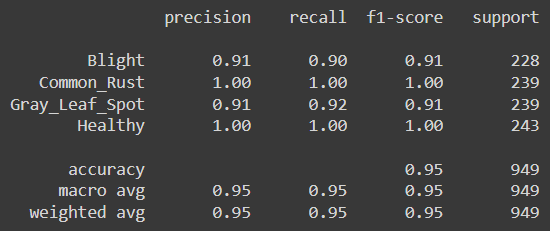 precision recall f1-score support
Blight 0.91 0.90 0.91 228
Common_Rust 1.00 1.00 1.00 239
Gray_Leaf_Spot 0.91 0.92 0.91 239
Healthy 1.00 1.00 1.00 243
accuracy 0.95 949
macro avg 0.95 0.95 0.95 949
weighted avg 0.95 0.95 0.95 949